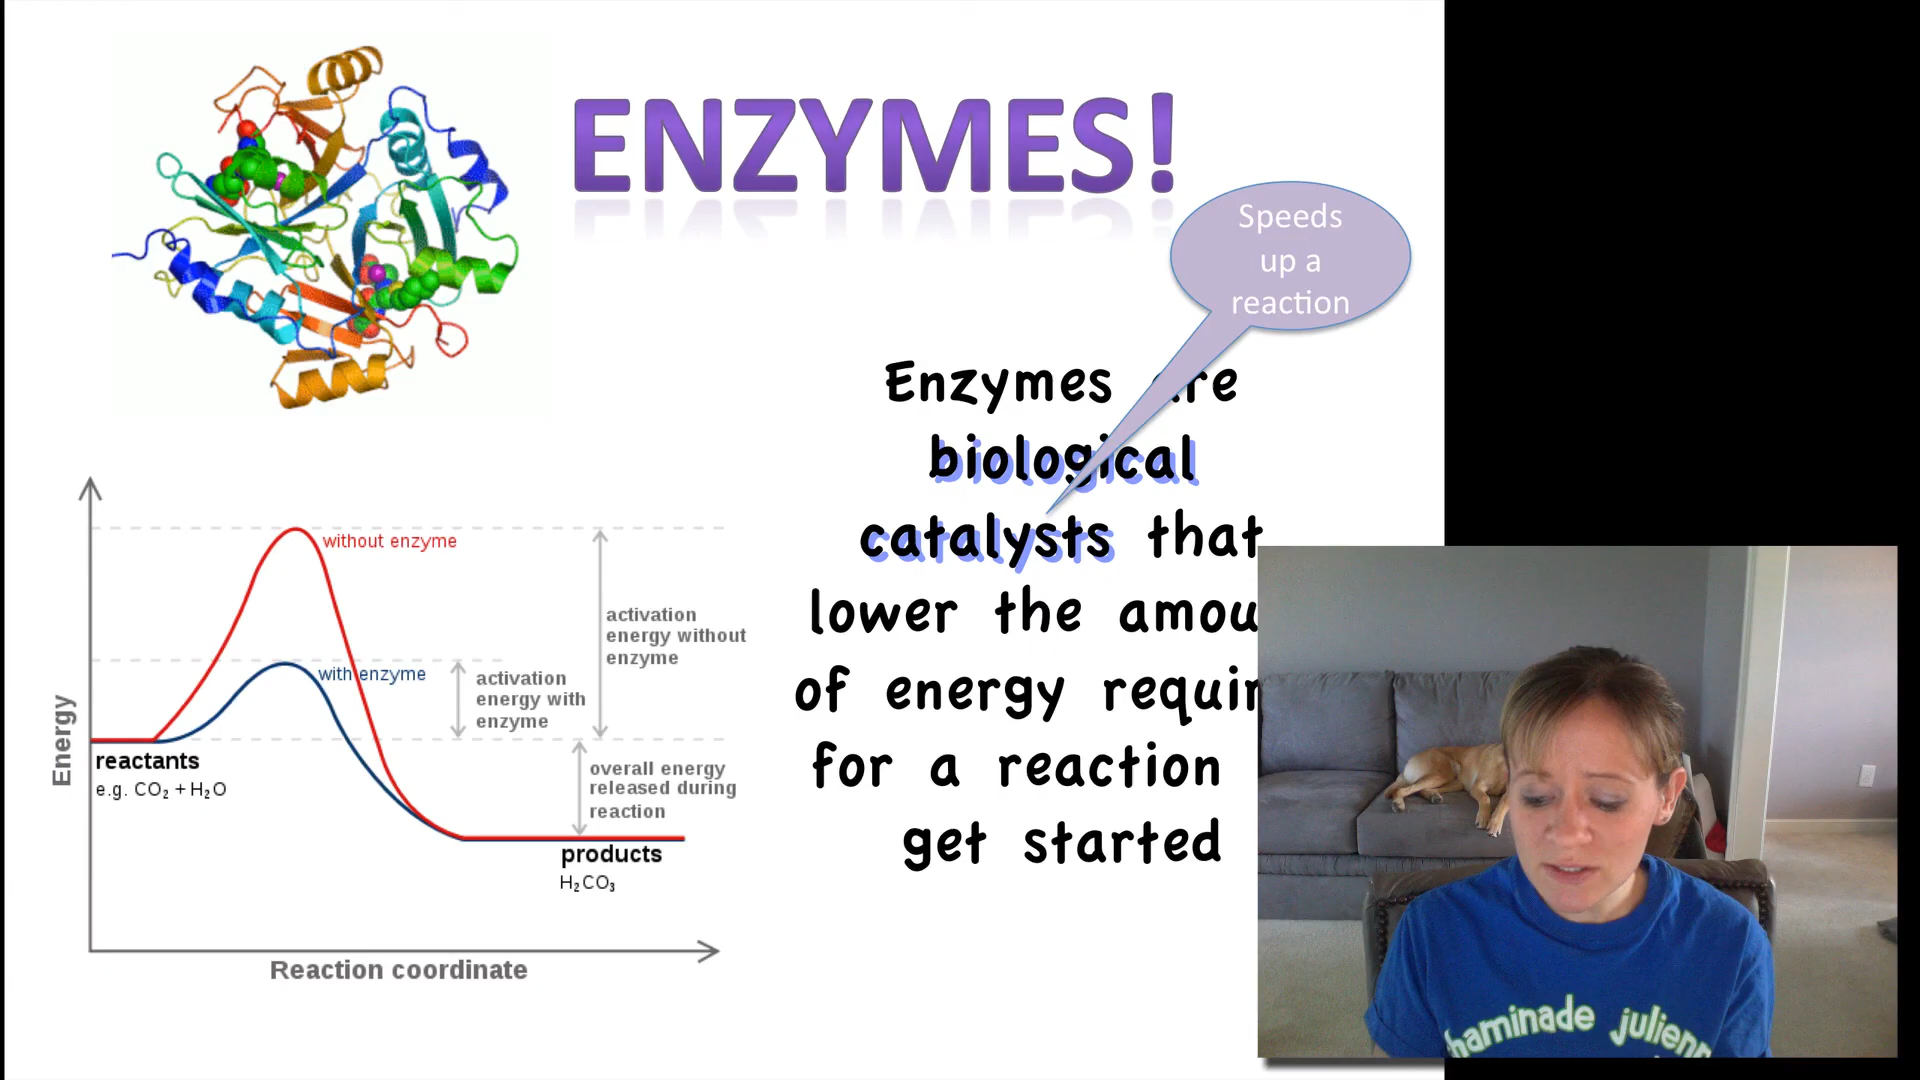 ENZYMES!
Speeds
up a
reaction
Enzymes are
biological
catalysts that
lower the amou
of energy requir
for a reaction
get started
without enzyme
with enzyme
activation
energy without
enzyme
activation
energy with
enzyme
Energy
reactants
e.g. CO₂ + H₂O
overall energy
released during
reaction
products
H₂CO₃
Reaction coordinate
haminade julienn